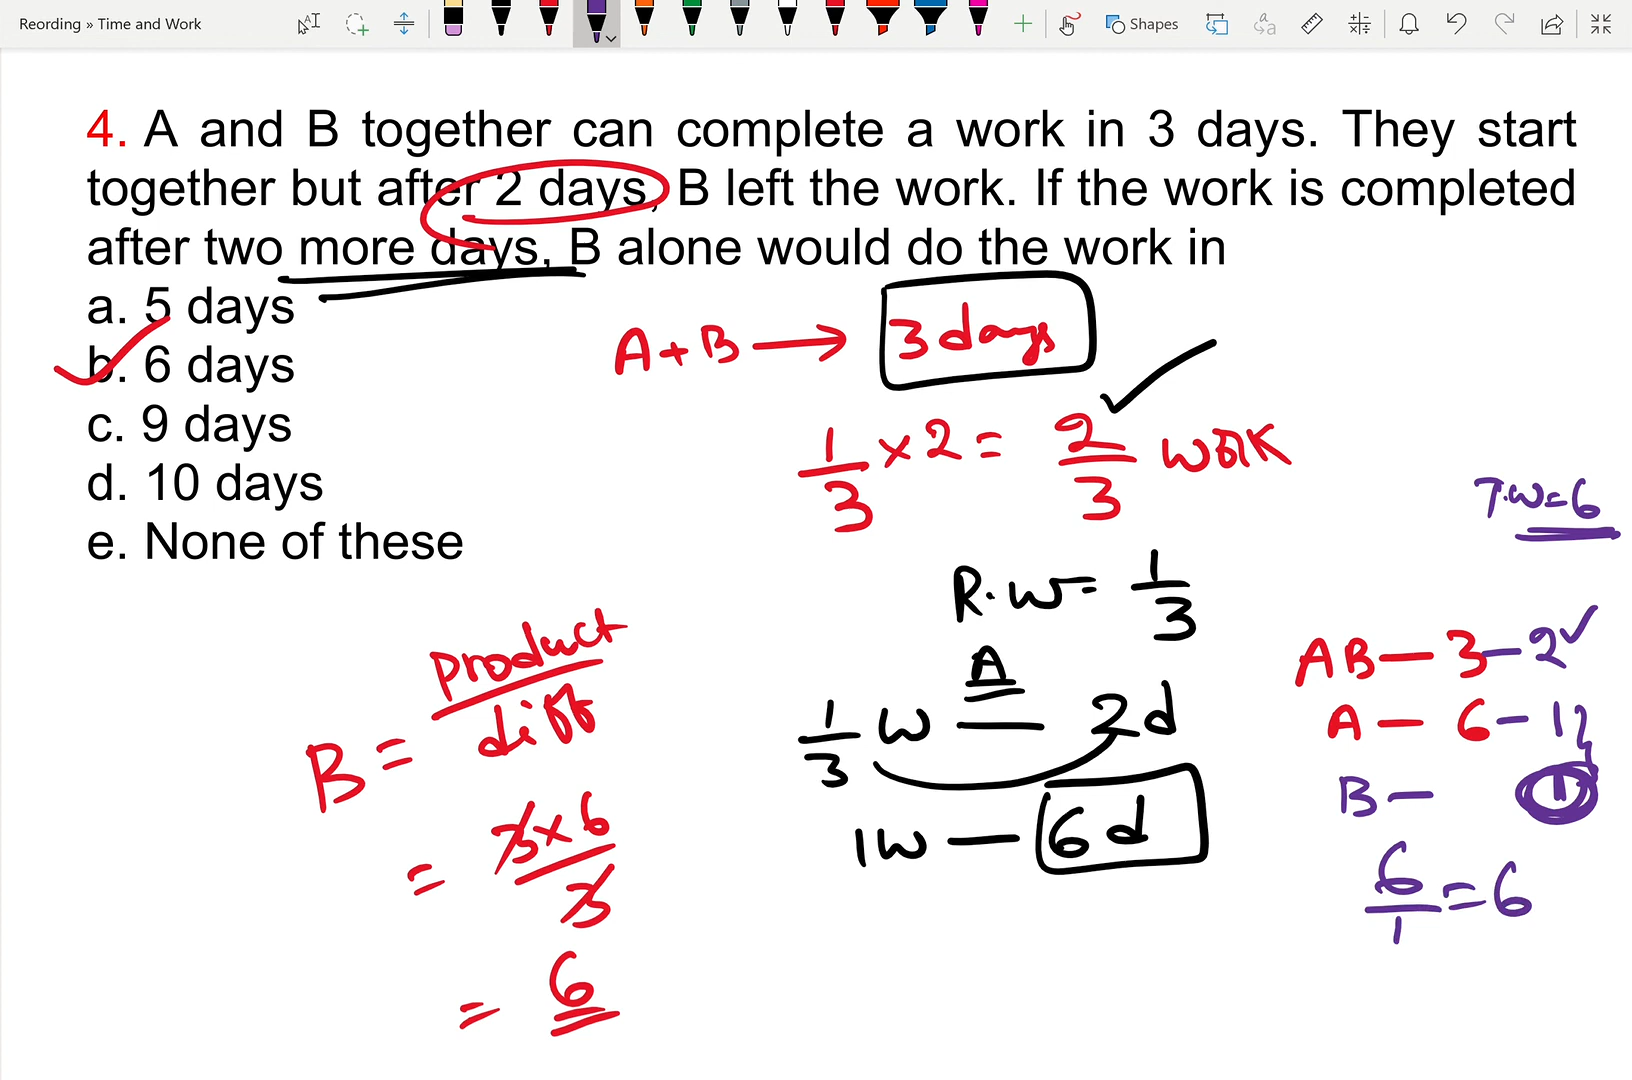 Reording » Time and Work
Shapes
4. A and B together can complete a work in 3 days. They start
together but after 2 days, B left the work. If the work is completed
after two more days, B alone would do the work in
a. 5 days
b. 6 days
c. 9 days
d. 10 days
e. None of these
A + B → 3 days
1/3 × 2 = 2/3 work
T.W = 6
R.W = 1/3
A
1/3 W — 2d
1W — 6d
B = Product/diff
= 3×6/3
= 6
AB — 3 — 2 ✓
A — 6 — 1
B — 1
6/1 = 6